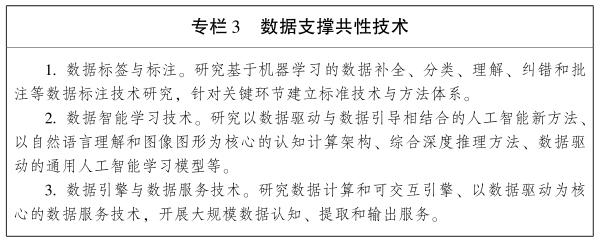 专栏 3 数据支撑共性技术
1. 数据标签与标注。研究基于机器学习的数据补全、分类、理解、纠错和批
注等数据标注技术研究，针对关键环节建立标准技术与方法体系。
2. 数据智能学习技术。研究以数据驱动与数据引导相结合的人工智能新方法、
以自然语言理解和图像图形为核心的认知计算架构、综合深度推理方法、数据驱
动的通用人工智能学习模型等。
3. 数据引擎与数据服务技术。研究数据计算和可交互引擎、以数据驱动为核
心的数据服务技术，开展大规模数据认知、提取和输出服务。